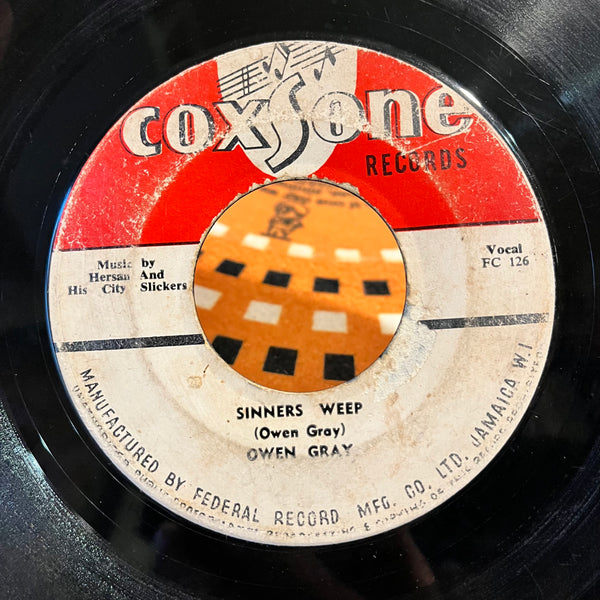 coxsone
RECORDS
Music by
Hersan And
His City Slickers
Vocal
FC 126
SINNERS WEEP
(Owen Gray)
OWEN GRAY
MANUFACTURED BY FEDERAL RECORD MFG. CO. LTD. JAMAICA W.I.